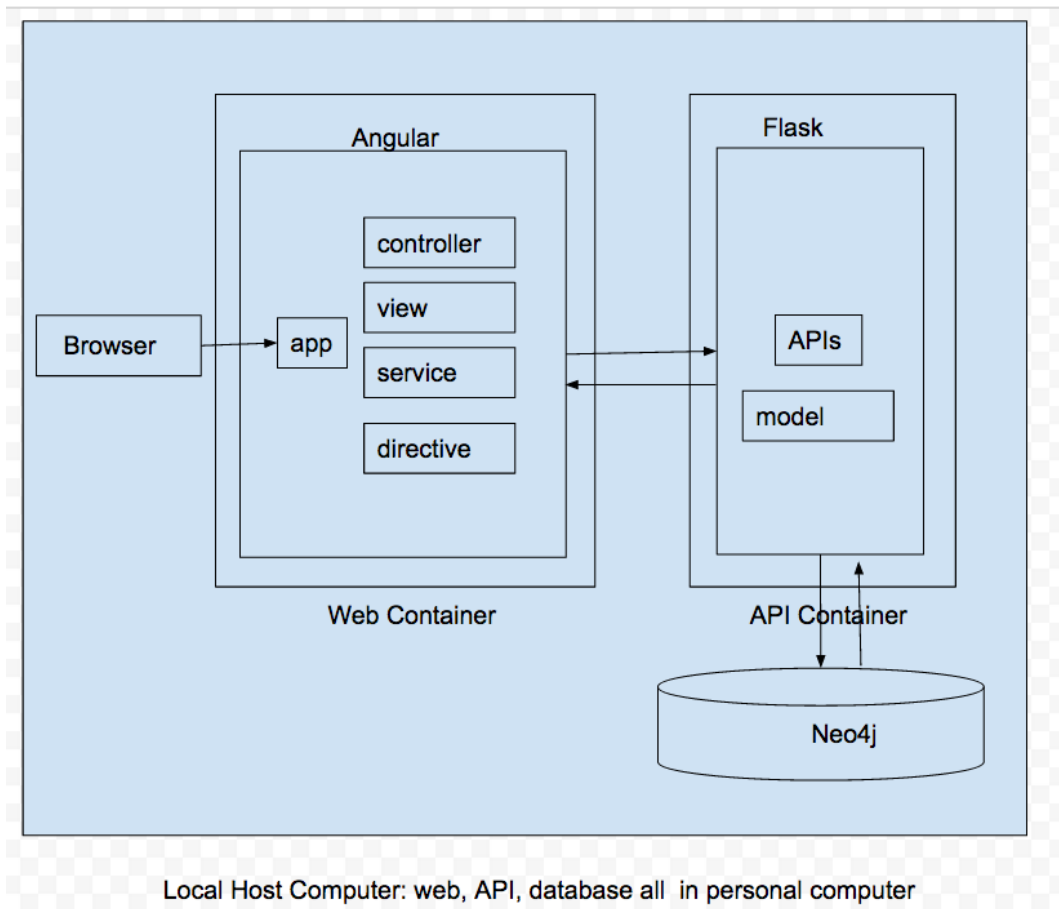 Angular
Flask
controller
view
Browser
app
service
directive
APIs
model
Web Container
API Container
Neo4j
Local Host Computer: web, API, database all in personal computer